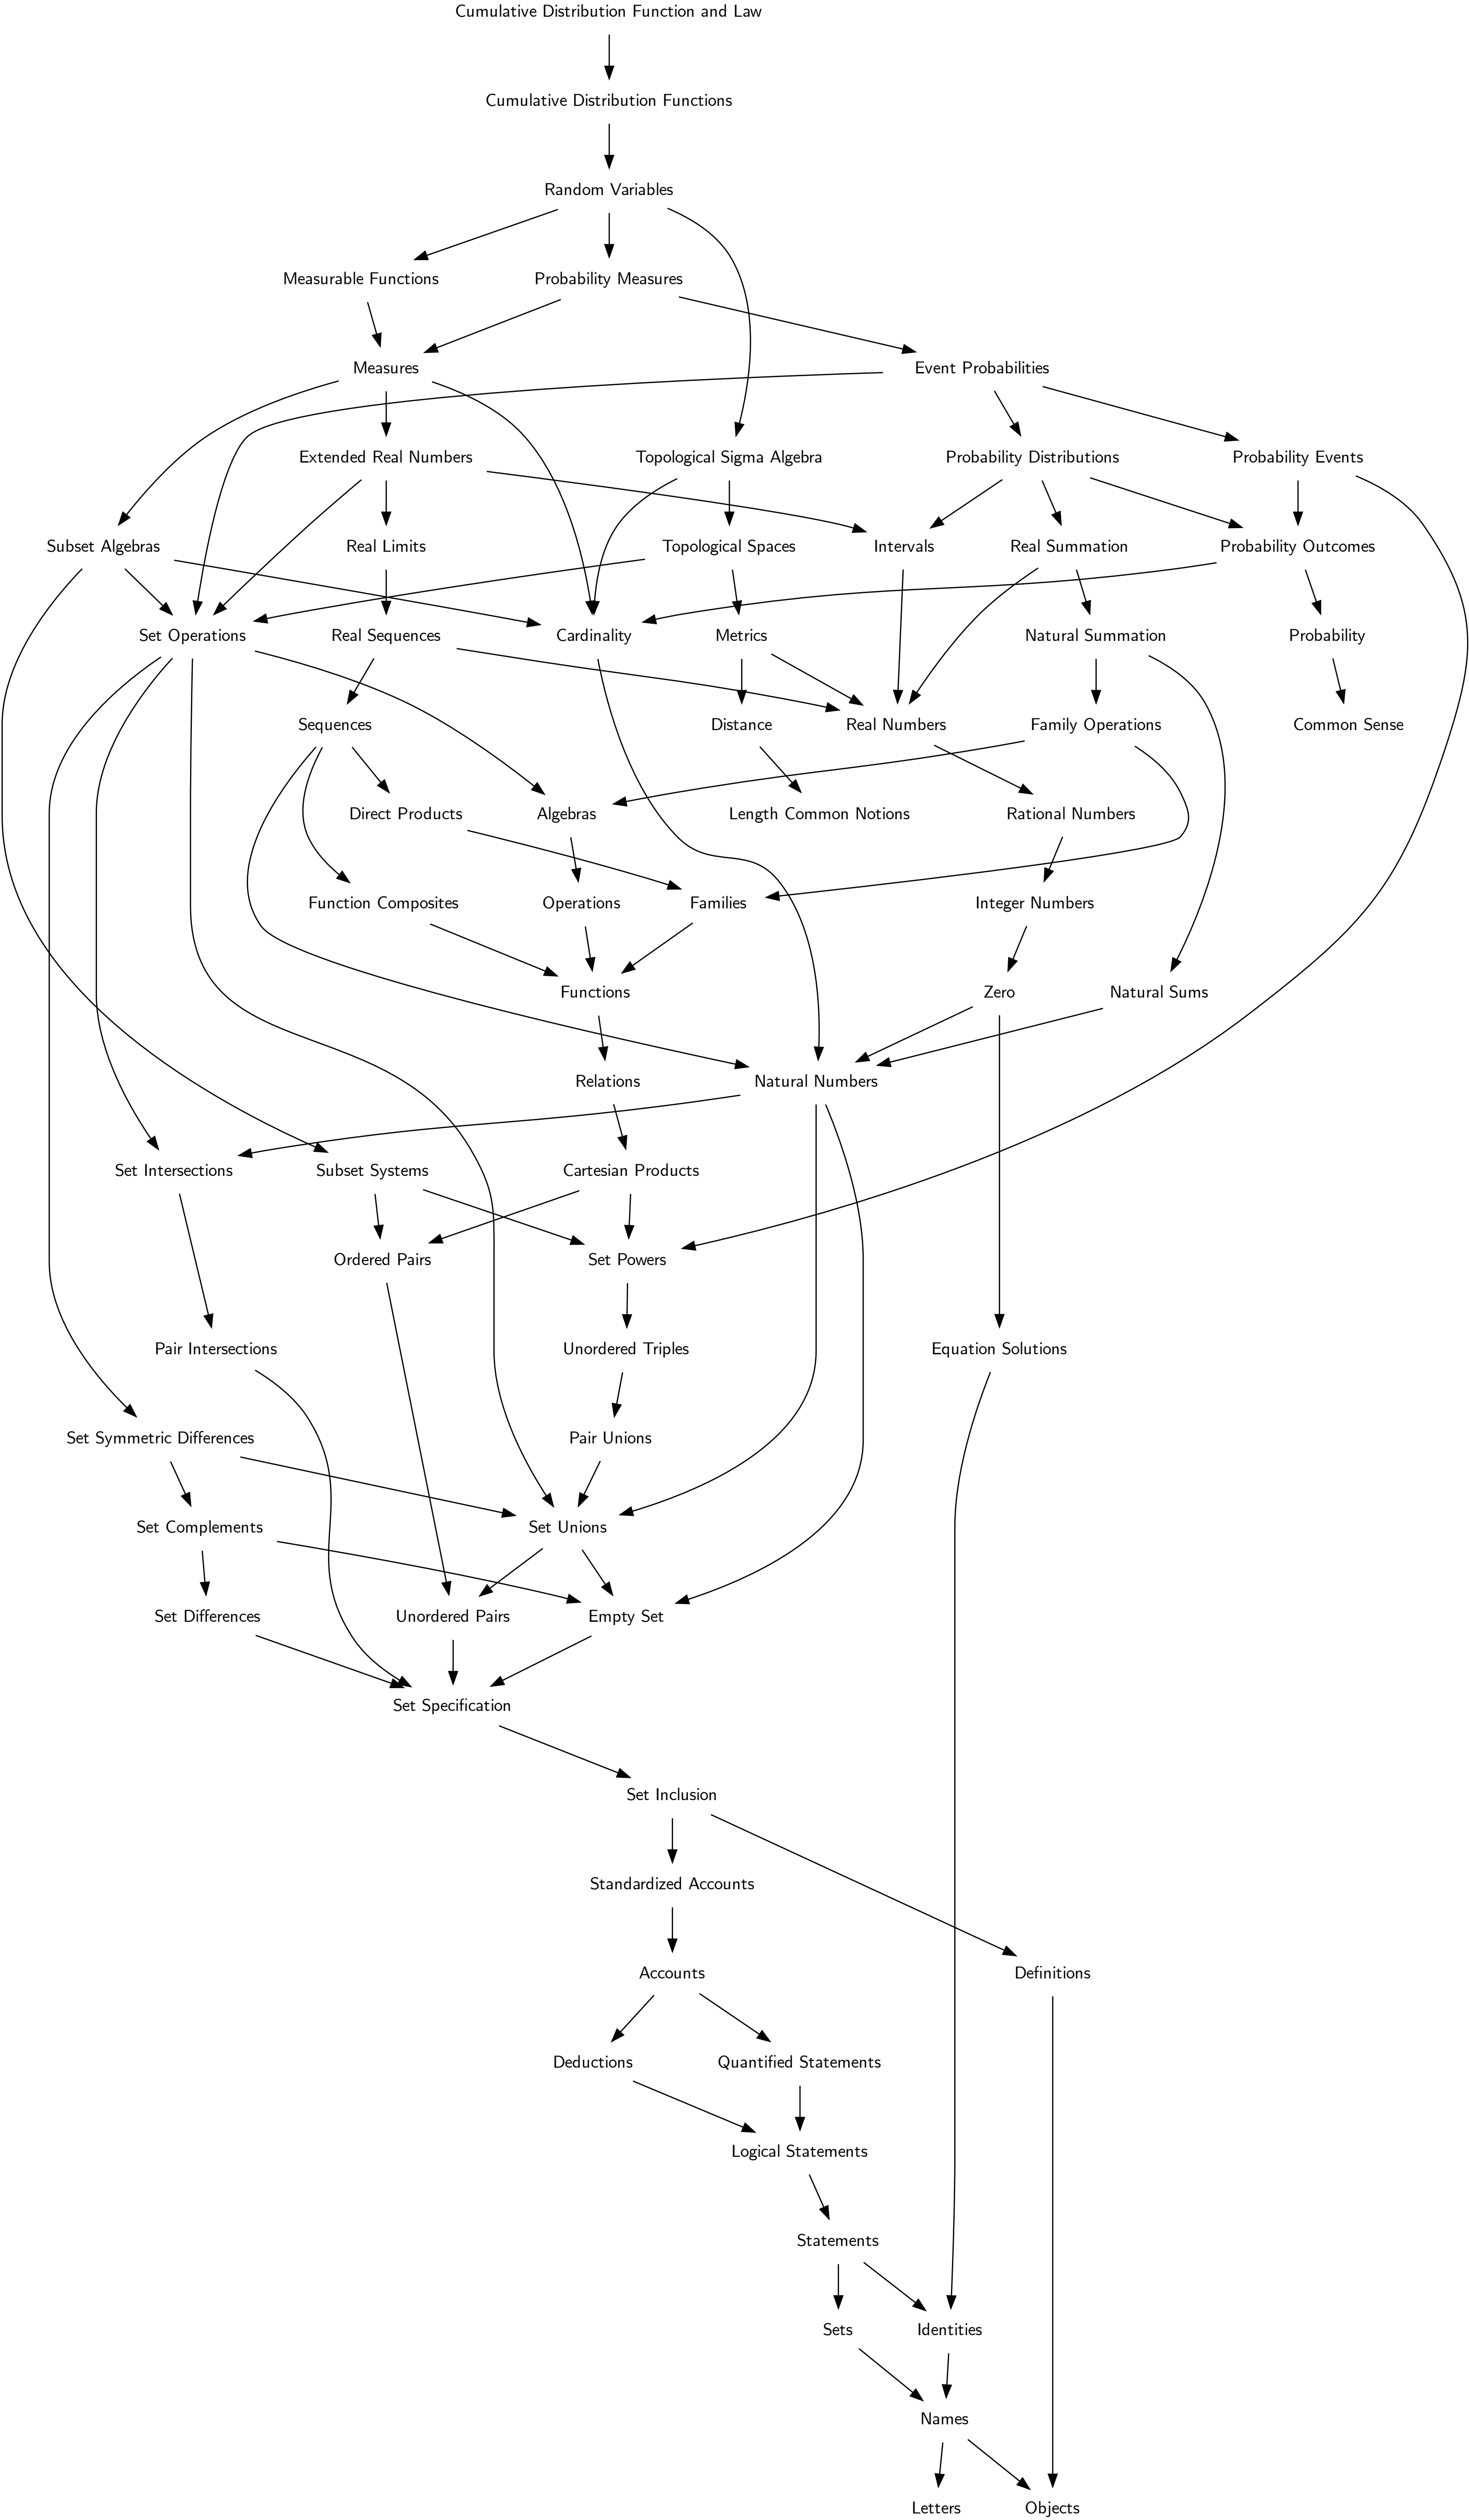 Cumulative Distribution Function and Law
Cumulative Distribution Functions
Random Variables
Measurable Functions
Probability Measures
Measures
Event Probabilities
Extended Real Numbers
Topological Sigma Algebra
Probability Distributions
Probability Events
Subset Algebras
Real Limits
Topological Spaces
Intervals
Real Summation
Probability Outcomes
Set Operations
Real Sequences
Cardinality
Metrics
Natural Summation
Probability
Sequences
Distance
Real Numbers
Family Operations
Common Sense
Direct Products
Algebras
Length Common Notions
Rational Numbers
Function Composites
Operations
Families
Integer Numbers
Functions
Zero
Natural Sums
Relations
Natural Numbers
Set Intersections
Subset Systems
Cartesian Products
Ordered Pairs
Set Powers
Pair Intersections
Unordered Triples
Equation Solutions
Set Symmetric Differences
Pair Unions
Set Complements
Set Unions
Set Differences
Unordered Pairs
Empty Set
Set Specification
Set Inclusion
Standardized Accounts
Accounts
Definitions
Deductions
Quantified Statements
Logical Statements
Statements
Sets
Identities
Names
Letters
Objects